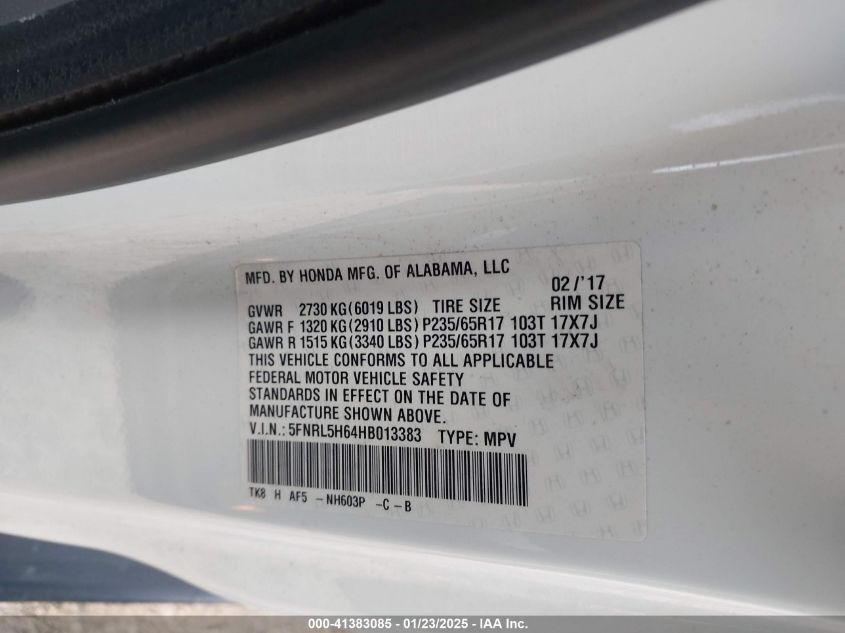 MFD. BY HONDA MFG. OF ALABAMA, LLC 02/'17
GVWR 2730 KG(6019 LBS) TIRE SIZE RIM SIZE
GAWR F 1320 KG(2910 LBS) P235/65R17 103T 17X7J
GAWR R 1515 KG(3340 LBS) P235/65R17 103T 17X7J
THIS VEHICLE CONFORMS TO ALL APPLICABLE
FEDERAL MOTOR VEHICLE SAFETY
STANDARDS IN EFFECT ON THE DATE OF
MANUFACTURE SHOWN ABOVE.
V.I.N.: 5FNRL5H64HB013383 TYPE: MPV
TK8 H AF5 -NH603P -C-B
000-41383085 | 01/23/2025 - IAA Inc.